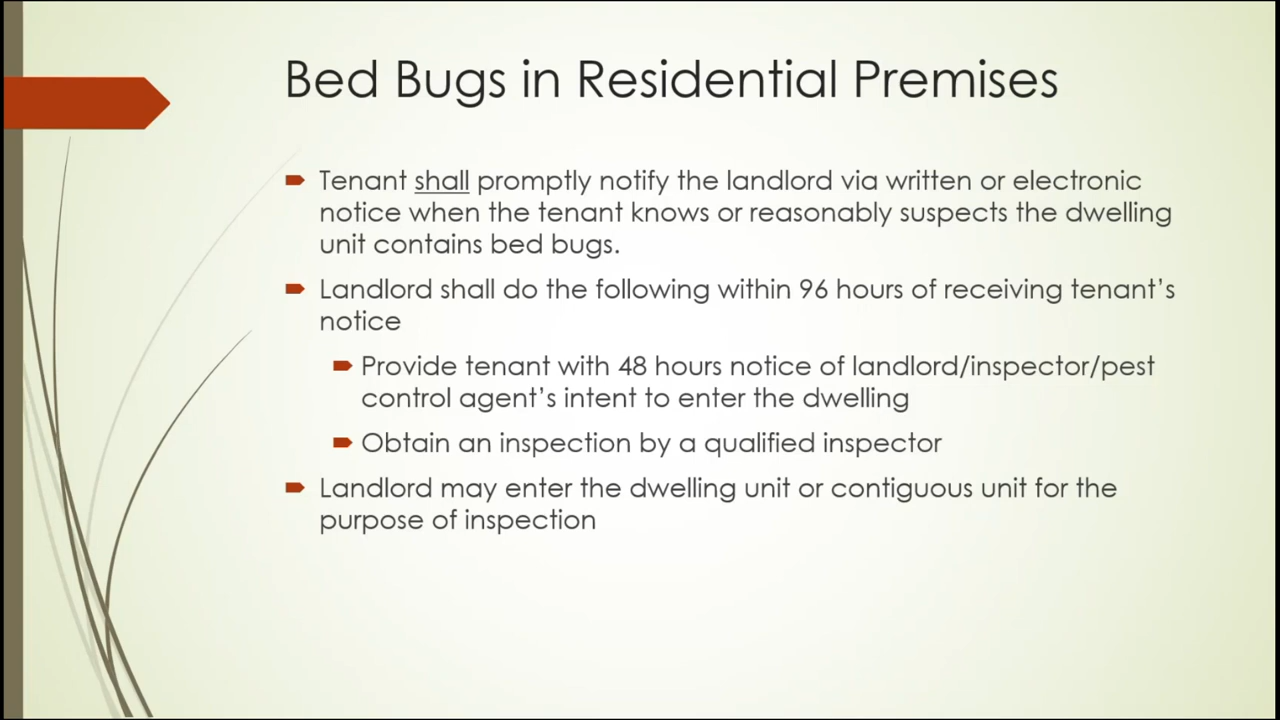 Bed Bugs in Residential Premises
Tenant shall promptly notify the landlord via written or electronic
notice when the tenant knows or reasonably suspects the dwelling
unit contains bed bugs.
Landlord shall do the following within 96 hours of receiving tenant's
notice
Provide tenant with 48 hours notice of landlord/inspector/pest
control agent's intent to enter the dwelling
Obtain an inspection by a qualified inspector
Landlord may enter the dwelling unit or contiguous unit for the
purpose of inspection